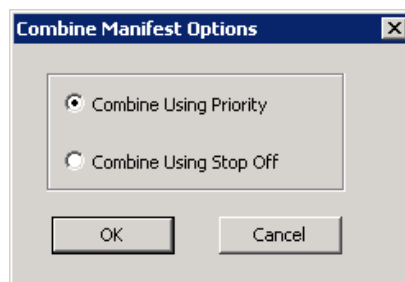 Combine Manifest Options
Combine Using Priority
Combine Using Stop Off
OK
Cancel